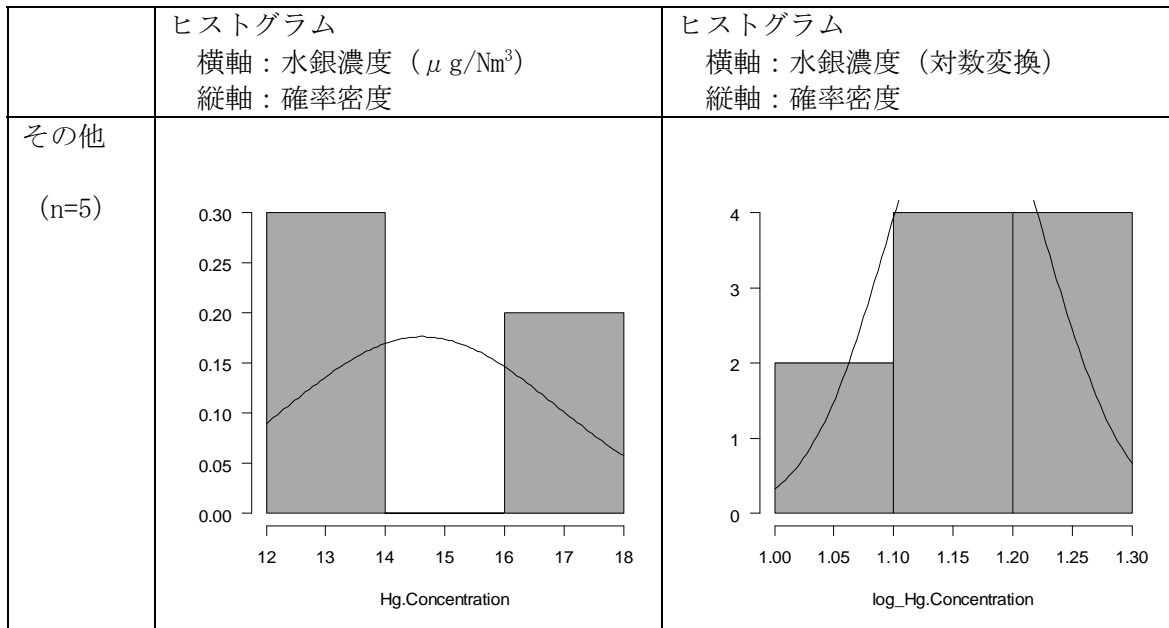 ヒストグラム
横軸：水銀濃度（μg/Nm³）
縦軸：確率密度
ヒストグラム
横軸：水銀濃度（対数変換）
縦軸：確率密度
その他
(n=5)
0.30
0.25
0.20
0.15
0.10
0.05
0.00
12 13 14 15 16 17 18
Hg.Concentration
4
3
2
1
0
1.00 1.05 1.10 1.15 1.20 1.25 1.30
log_Hg.Concentration